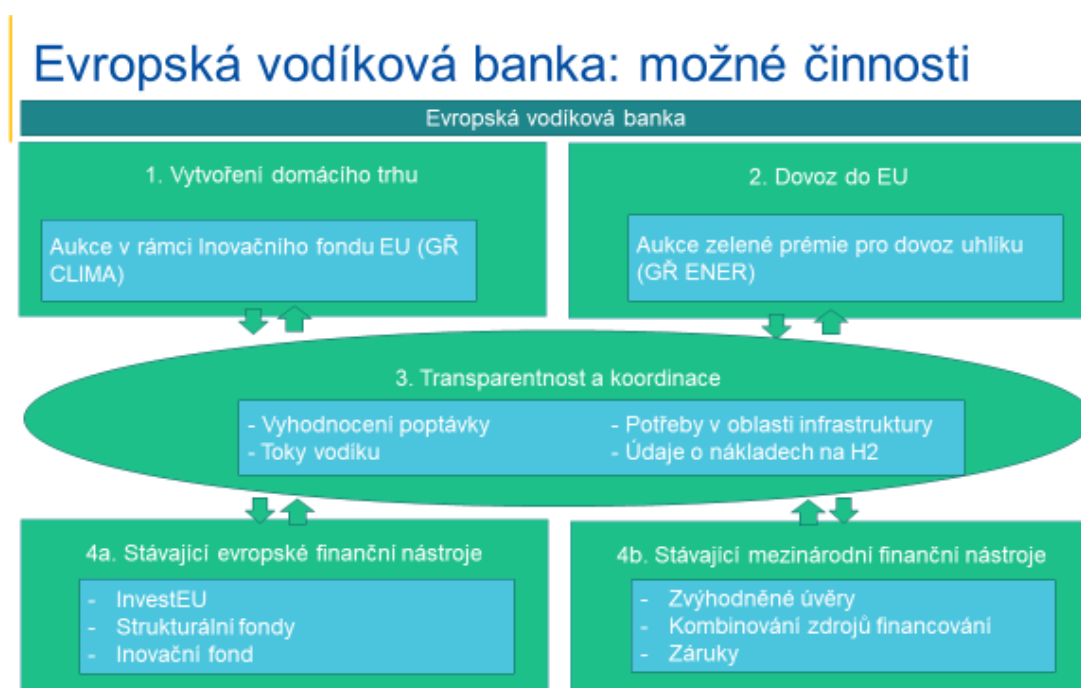 Evropská vodíková banka: možné činnosti
Evropská vodíková banka
1. Vytvoření domácího trhu
Aukce v rámci Inovačního fondu EU (GŘ
CLIMA)
2. Dovoz do EU
Aukce zelené prémie pro dovoz uhlíku
(GŘ ENER)
3. Transparentnost a koordinace
- Vyhodnocení poptávky
- Toky vodíku
- Potřeby v oblasti infrastruktury
- Údaje o nákladech na H2
4a. Stávající evropské finanční nástroje
- InvestEU
- Strukturální fondy
- Inovační fond
4b. Stávající mezinárodní finanční nástroje
- Zvýhodněné úvěry
- Kombinování zdrojů financování
- Záruky